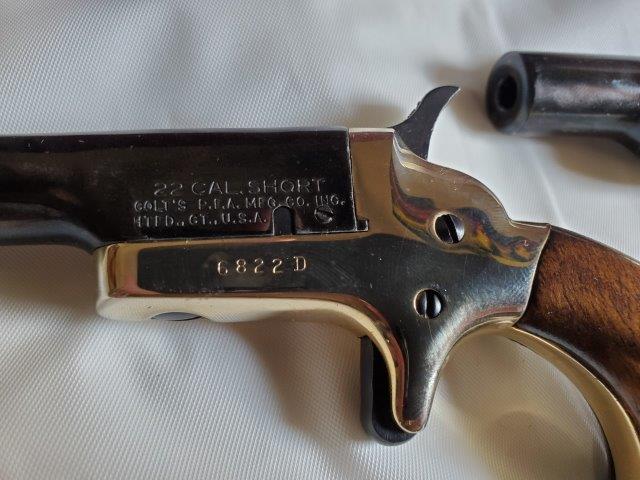 22 CAL. SHORT
COLT'S P.F.A. MFG. CO. INC.
HTFD., CT., U.S.A.
6822D